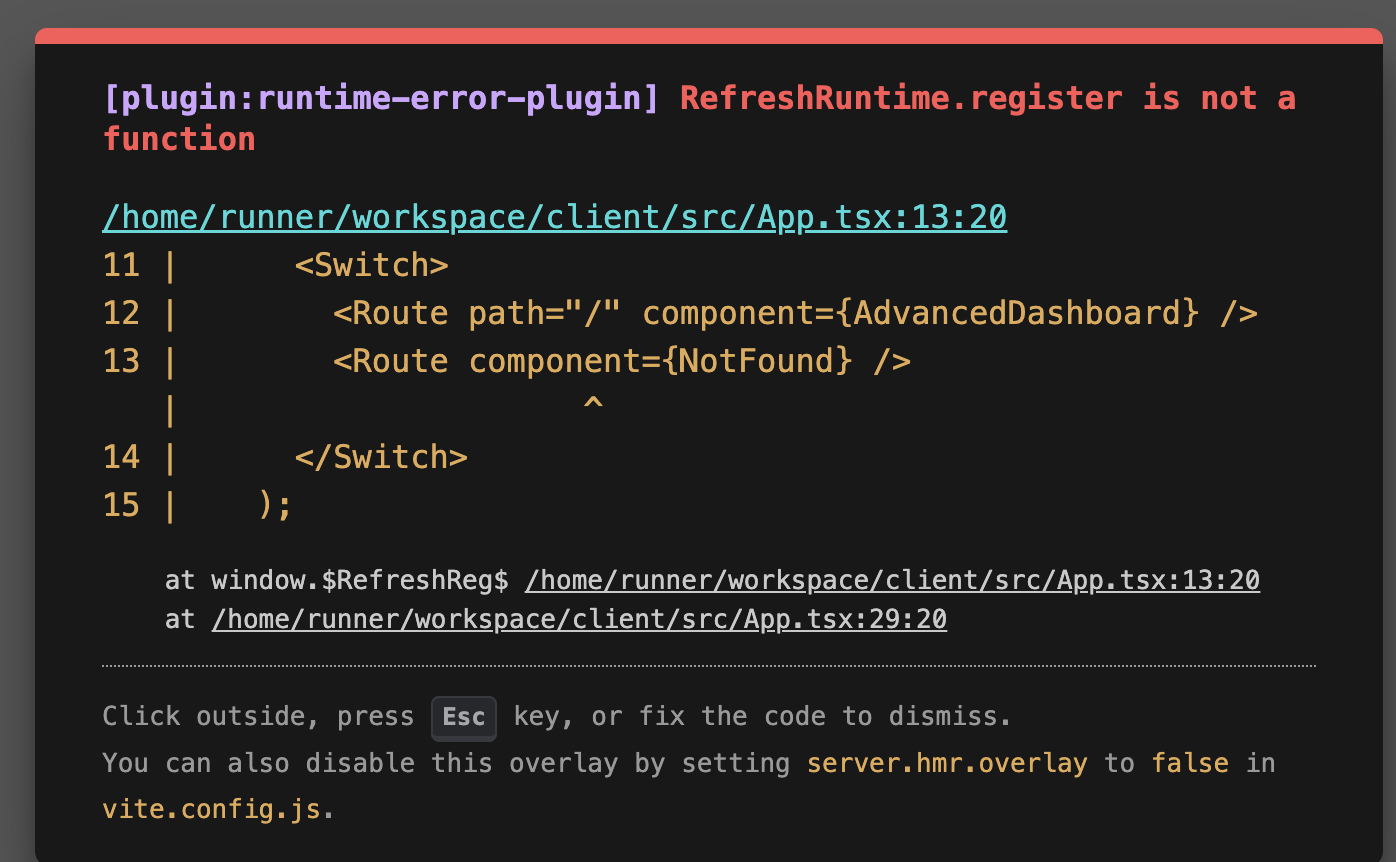 [plugin:runtime-error-plugin] RefreshRuntime.register is not a
function
/home/runner/workspace/client/src/App.tsx:13:20
11 |      <Switch>
12 |        <Route path="/" component={AdvancedDashboard} />
13 |        <Route component={NotFound} />
   |                     ^
14 |      </Switch>
15 |    );
at window.$RefreshReg$ /home/runner/workspace/client/src/App.tsx:13:20
at /home/runner/workspace/client/src/App.tsx:29:20
Click outside, press Esc key, or fix the code to dismiss.
You can also disable this overlay by setting server.hmr.overlay to false in
vite.config.js.